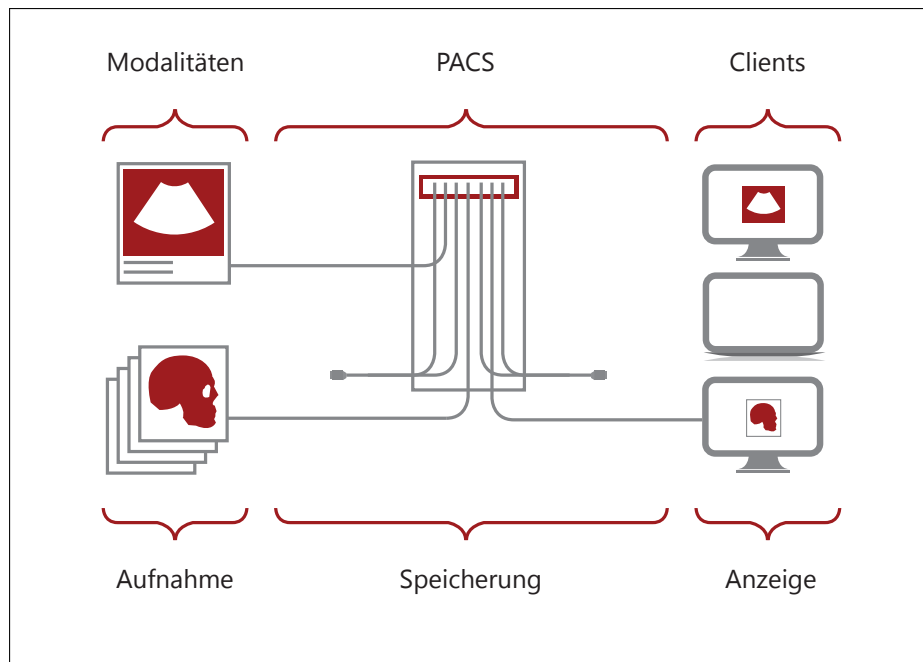 Modalitäten
PACS
Clients
Aufnahme
Speicherung
Anzeige